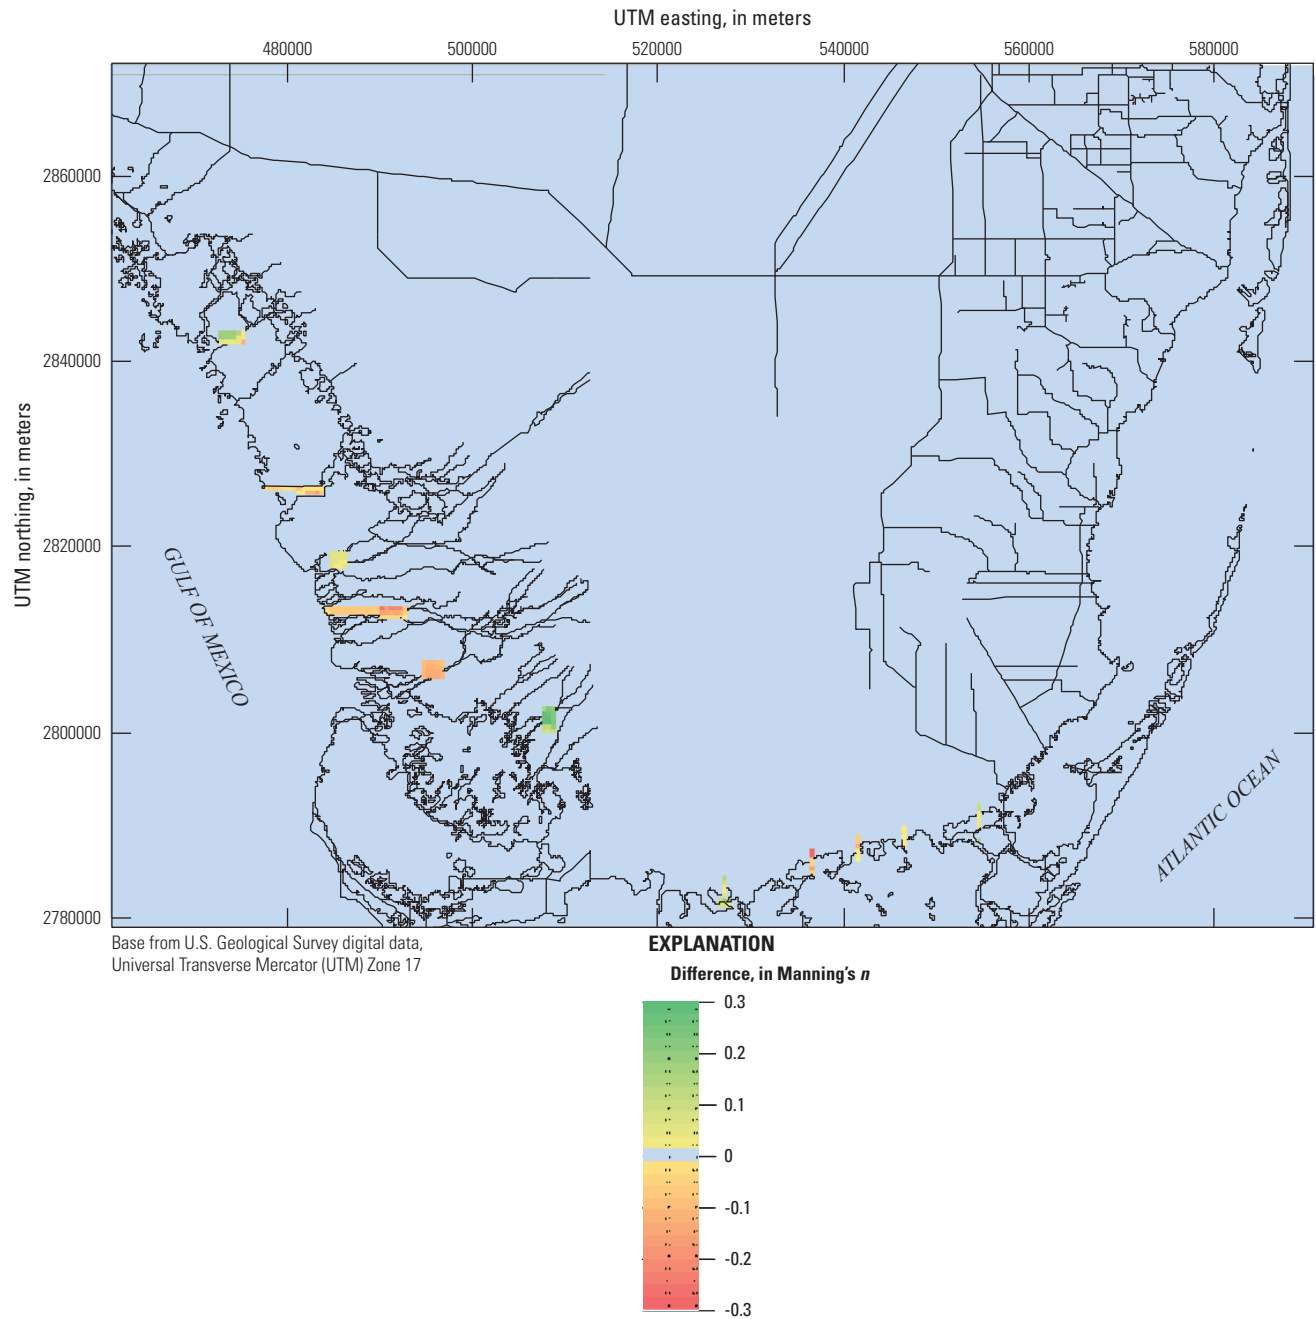 UTM easting, in meters
480000 500000 520000 540000 560000 580000
UTM northing, in meters
2860000
2840000
2820000
2800000
2780000
GULF OF MEXICO
ATLANTIC OCEAN
Base from U.S. Geological Survey digital data,
Universal Transverse Mercator (UTM) Zone 17
EXPLANATION
Difference, in Manning's n
0.3
0.2
0.1
0
-0.1
-0.2
-0.3